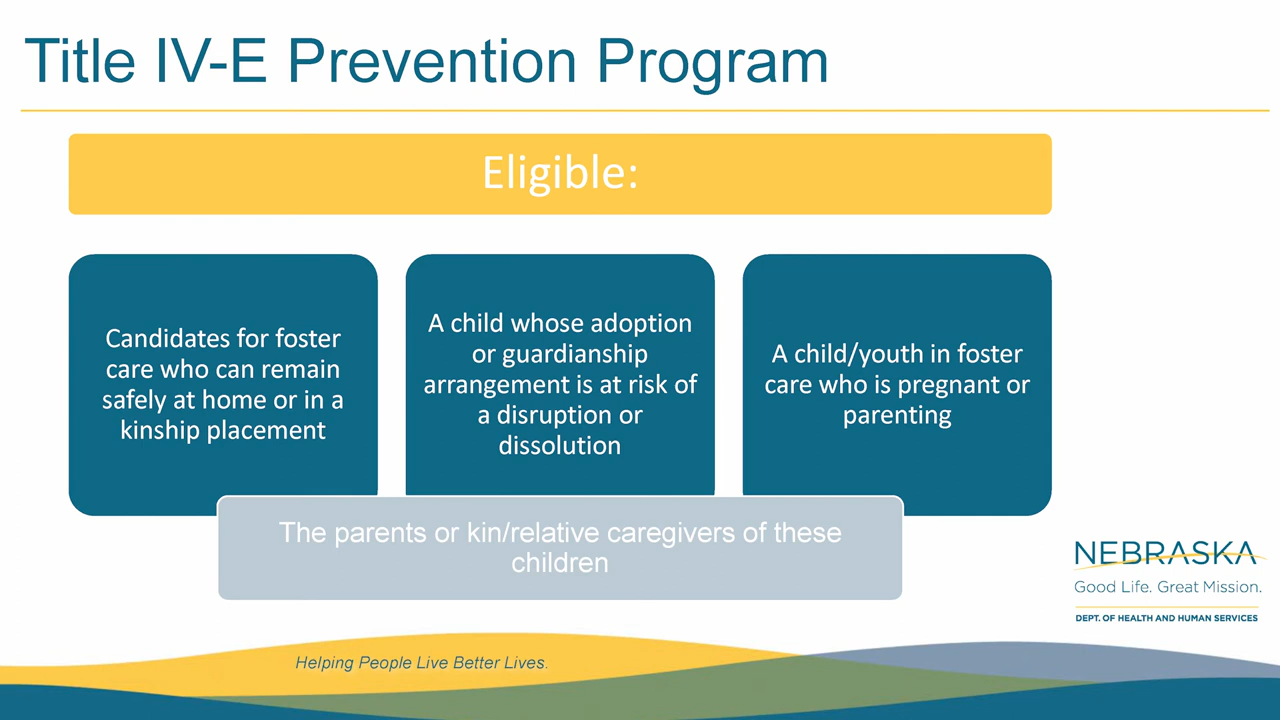 Title IV-E Prevention Program
Eligible:
Candidates for foster
care who can remain
safely at home or in a
kinship placement
A child whose adoption
or guardianship
arrangement is at risk of
a disruption or
dissolution
A child/youth in foster
care who is pregnant or
parenting
The parents or kin/relative caregivers of these
children
NEBRASKA
Good Life. Great Mission.
DEPT. OF HEALTH AND HUMAN SERVICES
Helping People Live Better Lives.